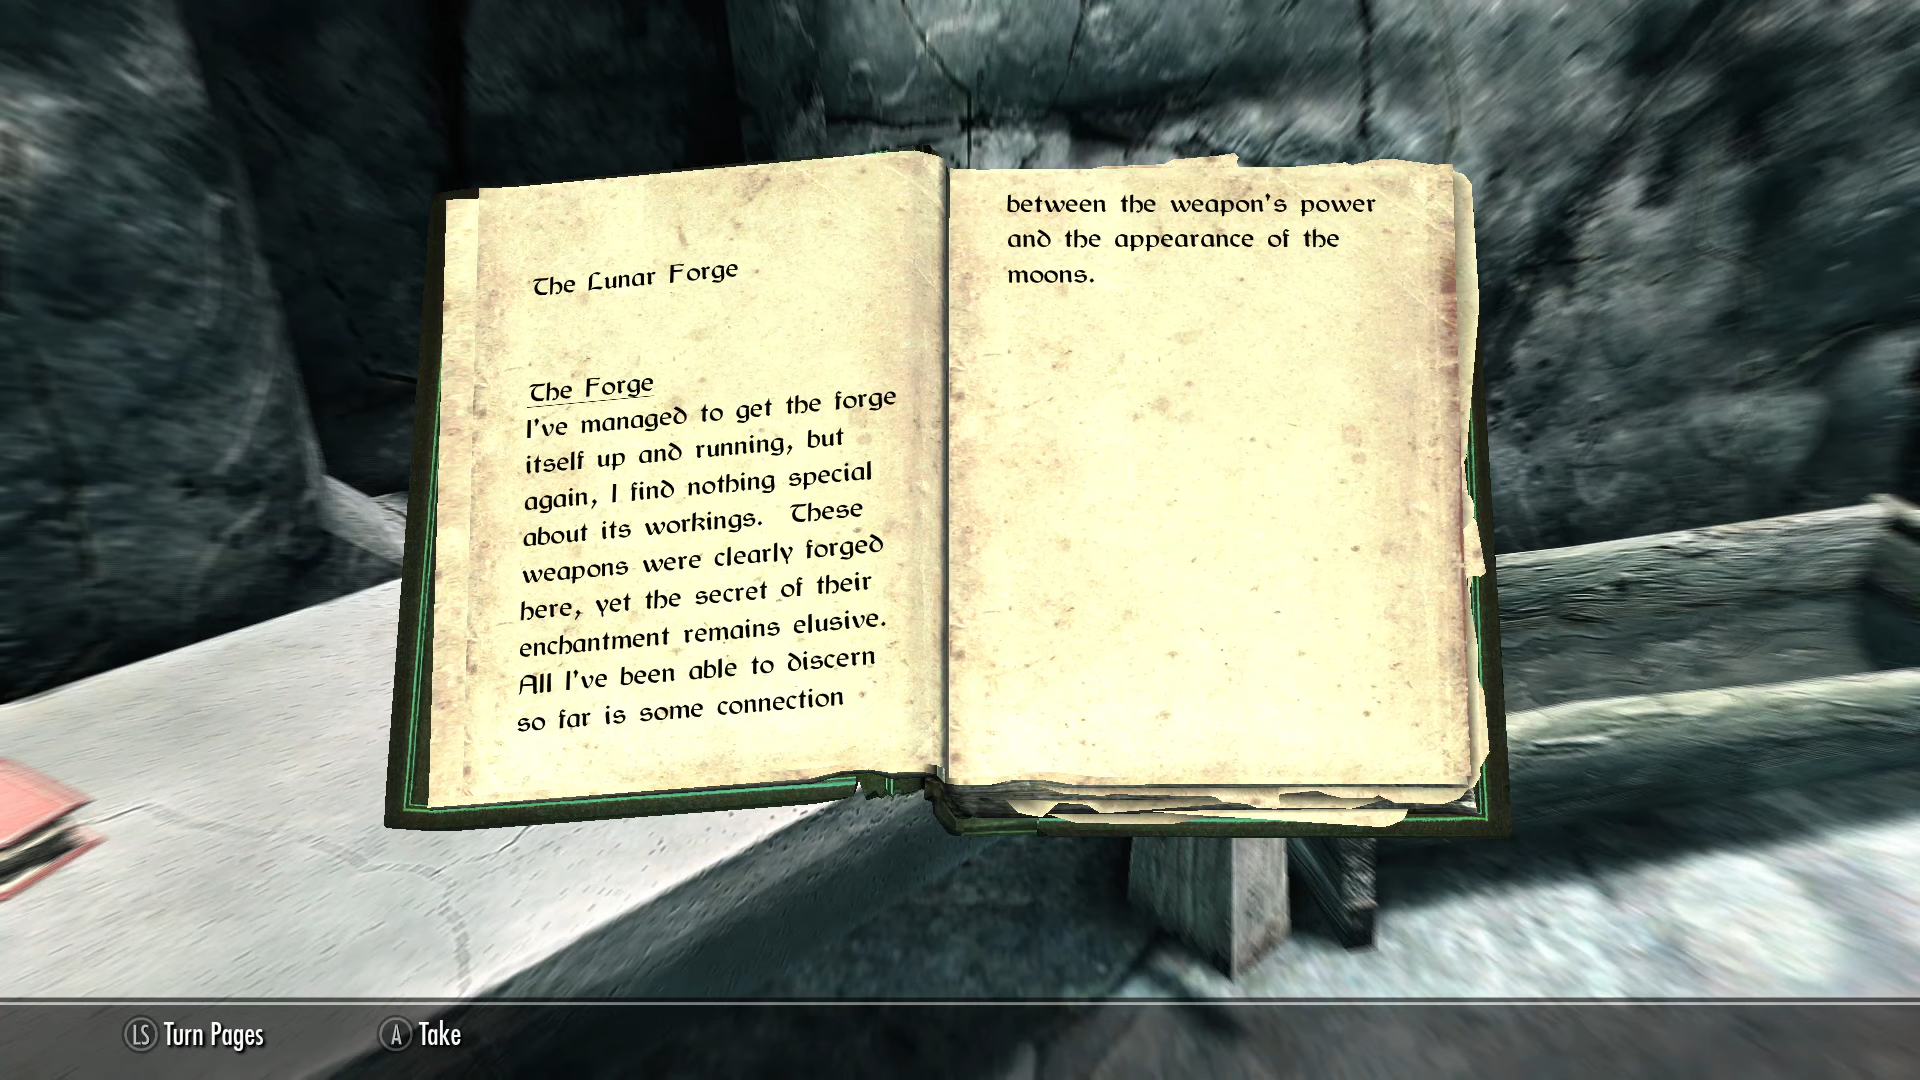 The Lunar Forge
The Forge
I've managed to get the forge
itself up and running, but
again, I find nothing special
about its workings.  These
weapons were clearly forged
here, yet the secret of their
enchantment remains elusive.
All I've been able to discern
so far is some connection
between the weapon's power
and the appearance of the
moons.
LS Turn Pages
A Take